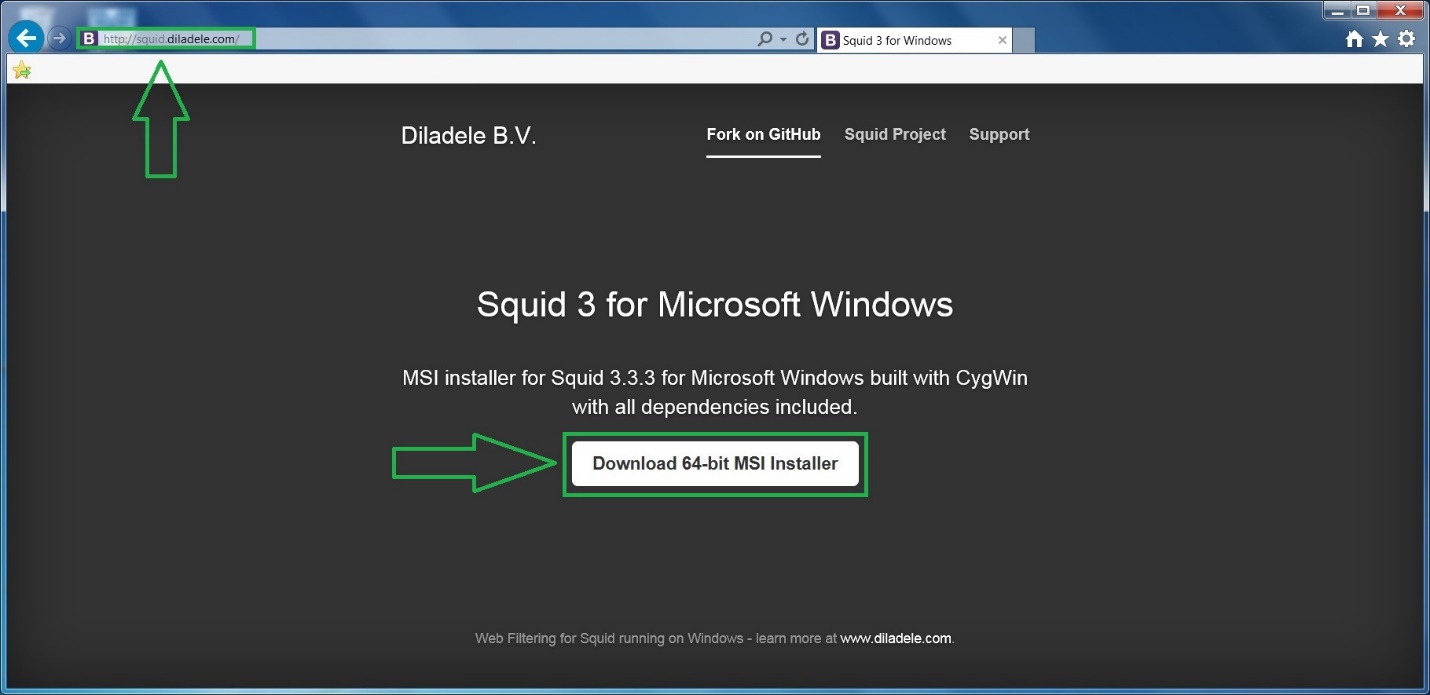 B http://squid.diladele.com/
B Squid 3 for Windows
Diladele B.V.
Fork on GitHub Squid Project Support
Squid 3 for Microsoft Windows
MSI installer for Squid 3.3.3 for Microsoft Windows built with CygWin
with all dependencies included.
Download 64-bit MSI Installer
Web Filtering for Squid running on Windows - learn more at www.diladele.com.